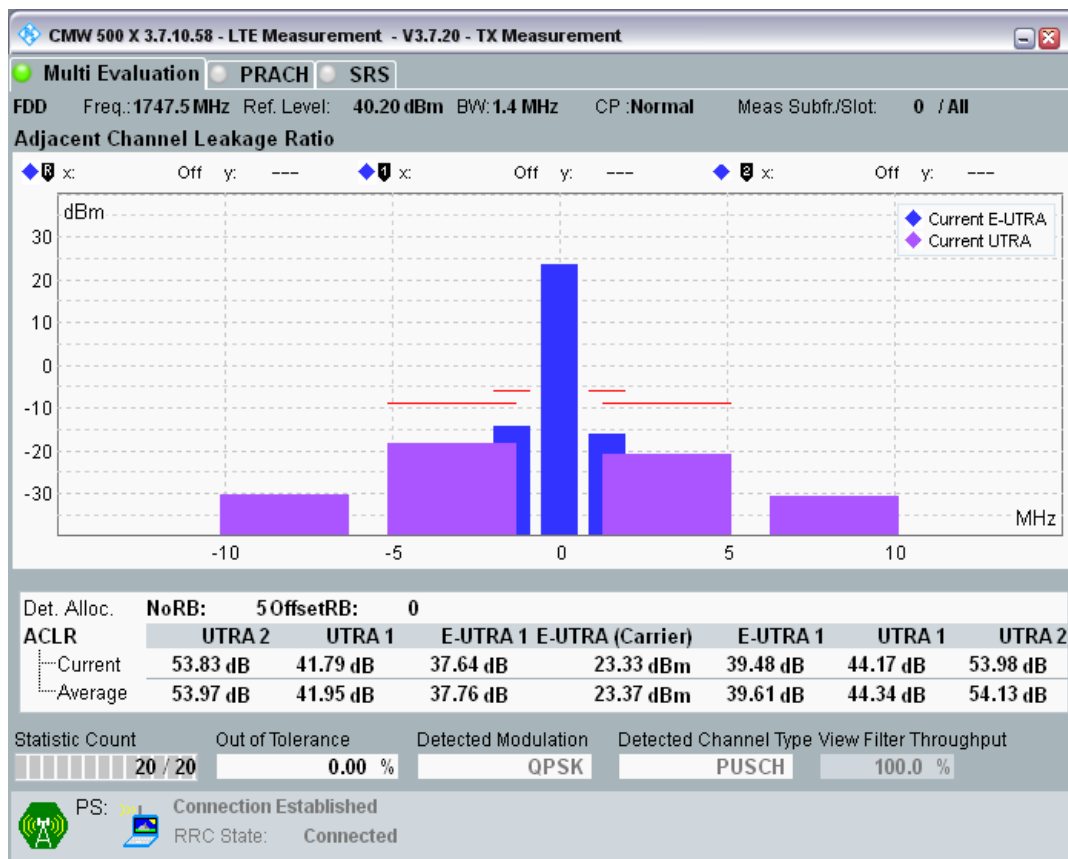 CMW 500 X 3.7.10.58 - LTE Measurement - V3.7.20 - TX Measurement
Multi Evaluation PRACH SRS
FDD Freq.: 1747.5 MHz Ref. Level: 40.20 dBm BW: 1.4 MHz CP : Normal Meas Subfr./Slot: 0 / All
Adjacent Channel Leakage Ratio
R x: Off y: --- 1 x: Off y: --- 2 x: Off y: ---
dBm
Current E-UTRA
Current UTRA
30
20
10
0
-10
-20
-30
MHz
-10 -5 0 5 10
Det. Alloc. NoRB: 5 OffsetRB: 0
ACLR UTRA 2 UTRA 1 E-UTRA 1 E-UTRA (Carrier) E-UTRA 1 UTRA 1 UTRA 2
Current 53.83 dB 41.79 dB 37.64 dB 23.33 dBm 39.48 dB 44.17 dB 53.98 dB
Average 53.97 dB 41.95 dB 37.76 dB 23.37 dBm 39.61 dB 44.34 dB 54.13 dB
Statistic Count Out of Tolerance Detected Modulation Detected Channel Type View Filter Throughput
20 / 20 0.00 % QPSK PUSCH 100.0 %
PS: Connection Established
RRC State: Connected